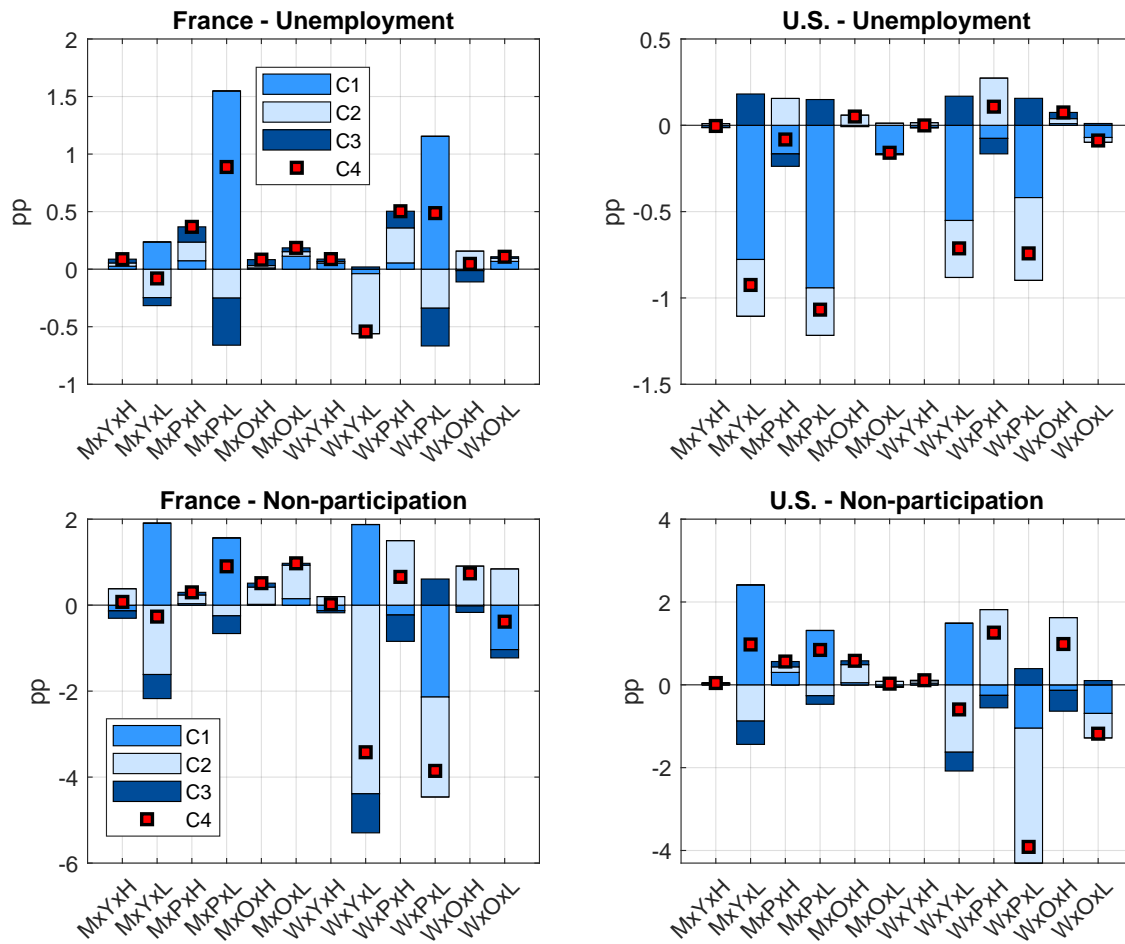 France - Unemployment
U.S. - Unemployment
2
1.5
1
0.5
0
-0.5
-1
pp
C1
C2
C3
C4
MxYxH
MxYxL
MxPxH
MxPxL
MxOxH
MxOxL
WxYxH
WxYxL
WxPxH
WxPxL
WxOxH
WxOxL
0.5
0
-0.5
-1
-1.5
pp
MxYxH
MxYxL
MxPxH
MxPxL
MxOxH
MxOxL
WxYxH
WxYxL
WxPxH
WxPxL
WxOxH
WxOxL
France - Non-participation
U.S. - Non-participation
2
0
-2
-4
-6
pp
C1
C2
C3
C4
MxYxH
MxYxL
MxPxH
MxPxL
MxOxH
MxOxL
WxYxH
WxYxL
WxPxH
WxPxL
WxOxH
WxOxL
4
2
0
-2
-4
pp
MxYxH
MxYxL
MxPxH
MxPxL
MxOxH
MxOxL
WxYxH
WxYxL
WxPxH
WxPxL
WxOxH
WxOxL